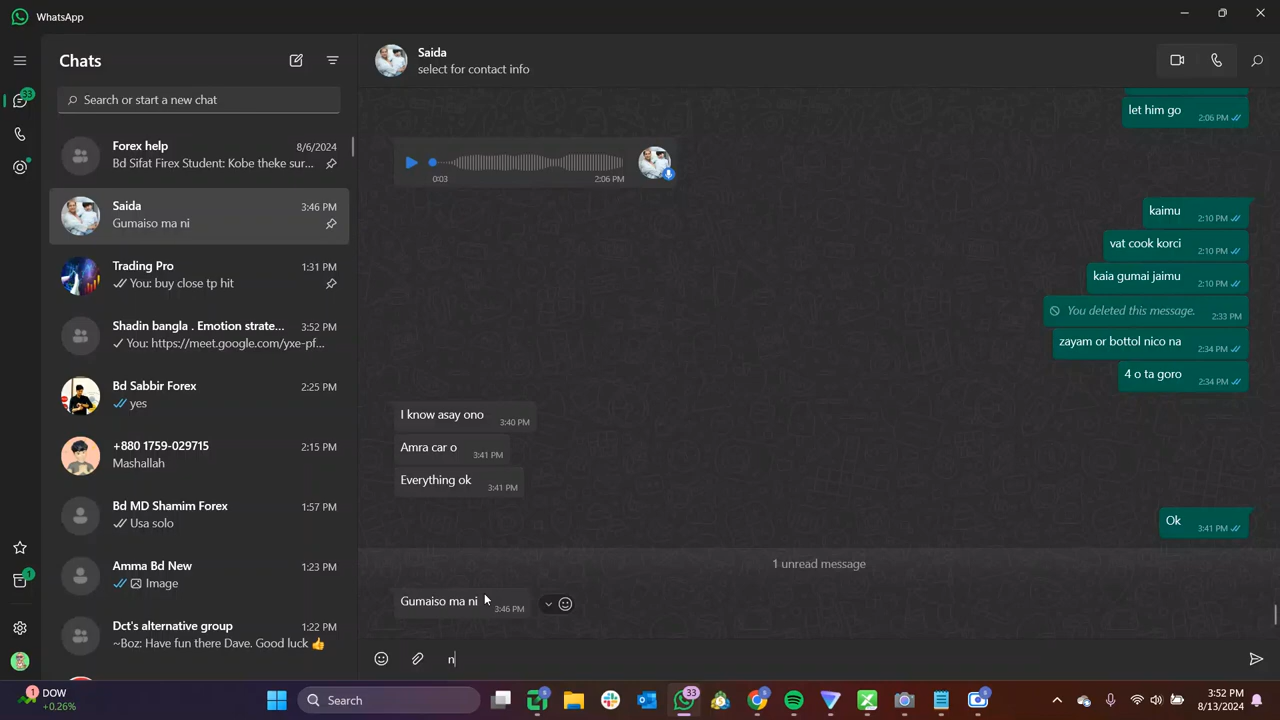 WhatsApp
Chats
Search or start a new chat
33
Forex help 8/6/2024
Bd Sifat Firex Student: Kobe theke sur...
Saida 3:46 PM
Gumaiso ma ni
Trading Pro 1:31 PM
You: buy close tp hit
Shadin bangla . Emotion strate... 3:52 PM
You: https://meet.google.com/yxe-pf...
Bd Sabbir Forex 2:25 PM
yes
+880 1759-029715 2:15 PM
Mashallah
Bd MD Shamim Forex 1:57 PM
Usa solo
Amma Bd New 1:23 PM
Image
1
Dct's alternative group 1:22 PM
~Boz: Have fun there Dave. Good luck 👍
Saida
select for contact info
let him go 2:06 PM
0:03 2:06 PM
kaimu 2:10 PM
vat cook korci 2:10 PM
kaia gumai jaimu 2:10 PM
You deleted this message. 2:33 PM
zayam or bottol nico na 2:34 PM
4 o ta goro 2:34 PM
I know asay ono 3:40 PM
Amra car o 3:41 PM
Everything ok 3:41 PM
Ok 3:41 PM
1 unread message
Gumaiso ma ni 3:46 PM
n
1 DOW
+0.26%
Search
33
3:52 PM
8/13/2024